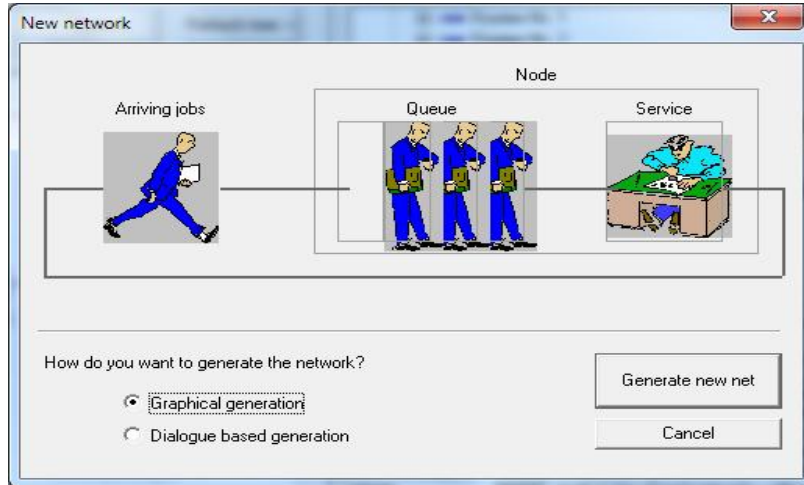 New network
Node
Arriving jobs
Queue
Service
How do you want to generate the network?
Graphical generation
Dialogue based generation
Generate new net
Cancel